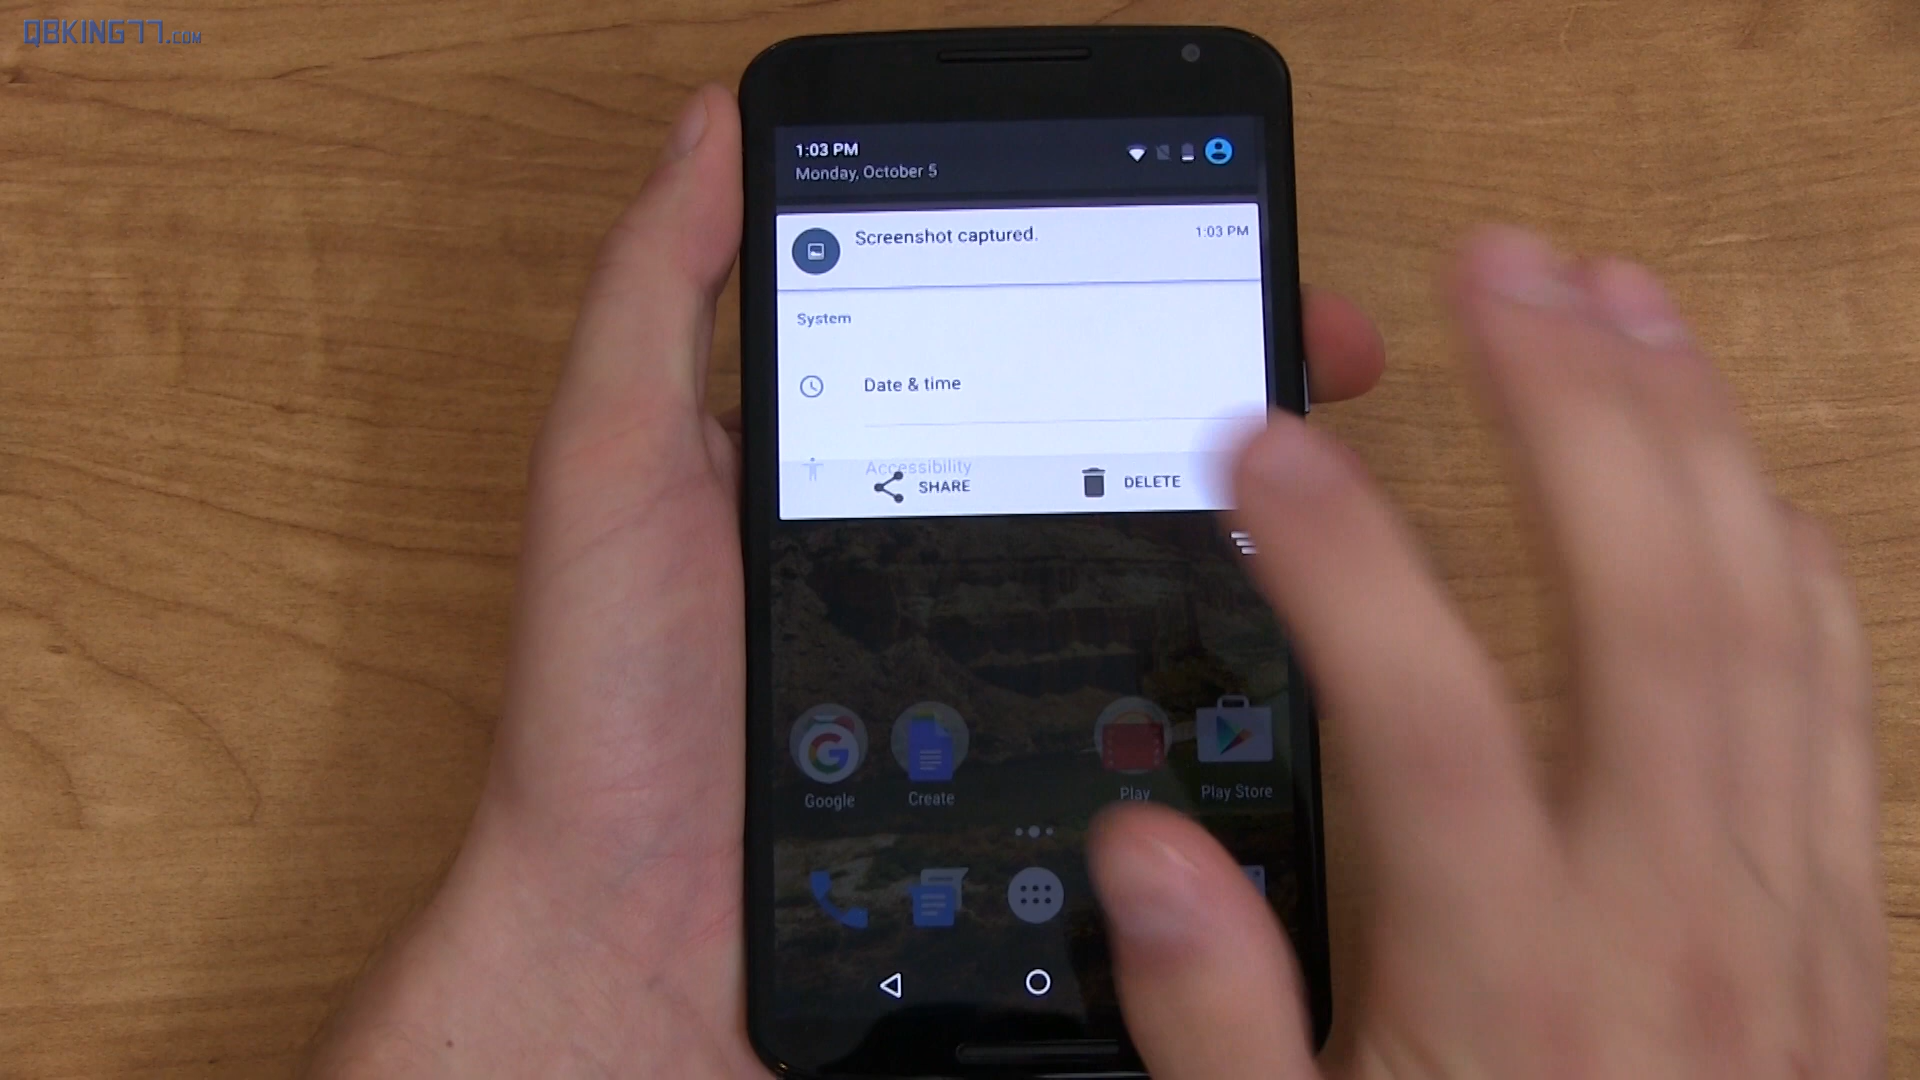 QBKING77.COM
1:03 PM
Monday, October 5
Screenshot captured.
1:03 PM
System
Date & time
Accessibility
SHARE
DELETE
Google
Create
Play
Play Store